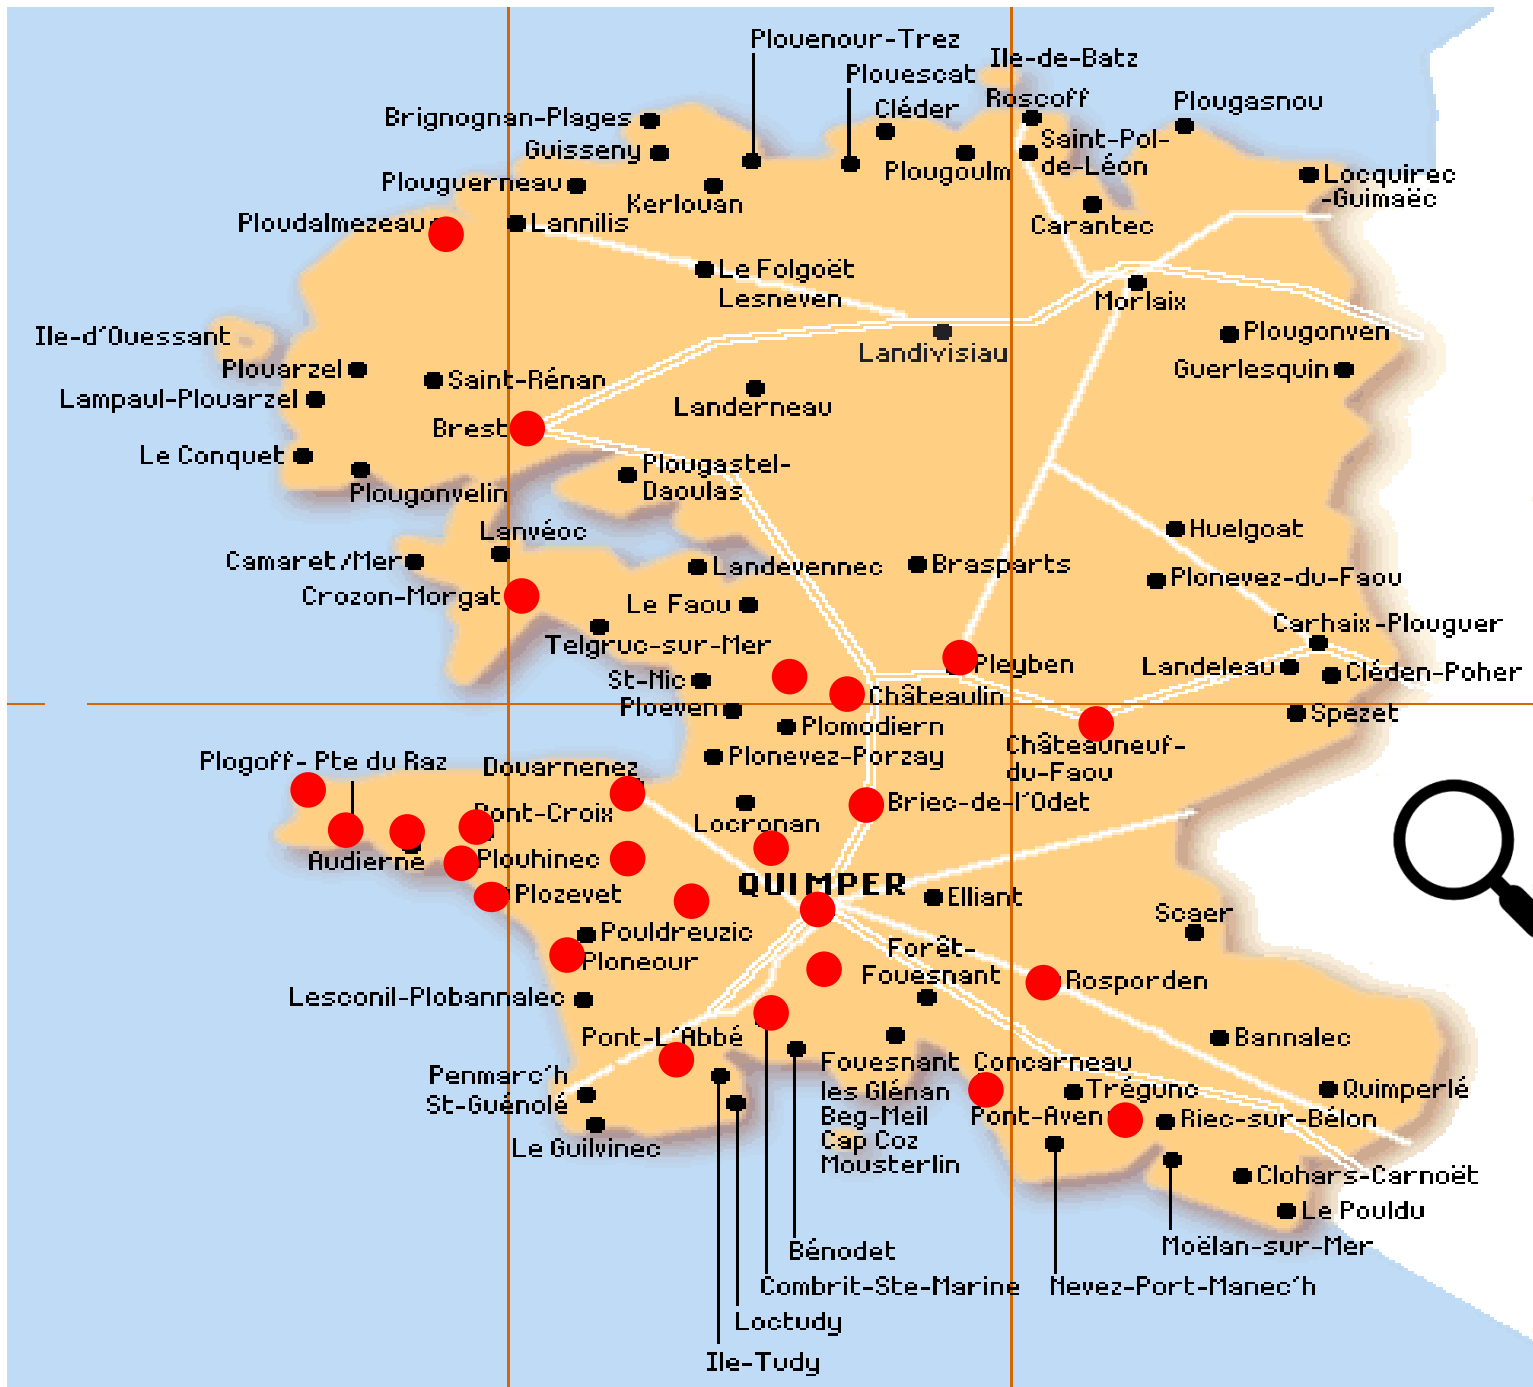 Plouenour-Trez
Ile-de-Batz
Plouescat
Cléder
Roscoff
Plougasnou
Brignognan-Plages
Guisseny
Saint-Pol-
de-Léon
Plougoulm
Locquirec
-Guimaëc
Plouguerneau
Kerlouan
Ploudalmezeau
Lannilis
Carantec
Le Folgoët
Lesneven
Morlaix
Ile-d'Ouessant
Landivisiau
Plougonven
Plouarzel
Saint-Rénan
Guerlesquin
Lampaul-Plouarzel
Landerneau
Brest
Le Conquet
Plougastel-
Daoulas
Plougonvelin
Lanvéoc
Huelgoat
Camaret/Mer
Landevennec
Brasparts
Plonevez-du-Faou
Crozon-Morgat
Le Faou
Carhaix-Plouguer
Telgruc-sur-Mer
Pleyben
Landeleau
Cléden-Poher
St-Nic
Châteaulin
Ploeven
Spezet
Plomodiern
Châteauneuf-
du-Faou
Plonevez-Porzay
Plogoff- Pte du Raz
Douarnenez
Briec-de-l'Odet
Pont-Croix
Locronan
Audierne
Plouhinec
QUIMPER
Plozevet
Elliant
Scaer
Pouldreuzic
Forêt-
Fouesnant
Ploneour
Rosporden
Lesconil-Plobannalec
Pont-L'Abbé
Bannalec
Fouesnant
les Glénan
Beg-Meil
Cap Coz
Mousterlin
Concarneau
Penmarc'h
St-Guénolé
Trégunc
Quimperlé
Pont-Aven
Riec-sur-Bélon
Le Guilvinec
Clohars-Carnoët
Le Pouldu
Moëlan-sur-Mer
Bénodet
Combrit-Ste-Marine
Nevez-Port-Manec'h
Loctudy
Ile-Tudy